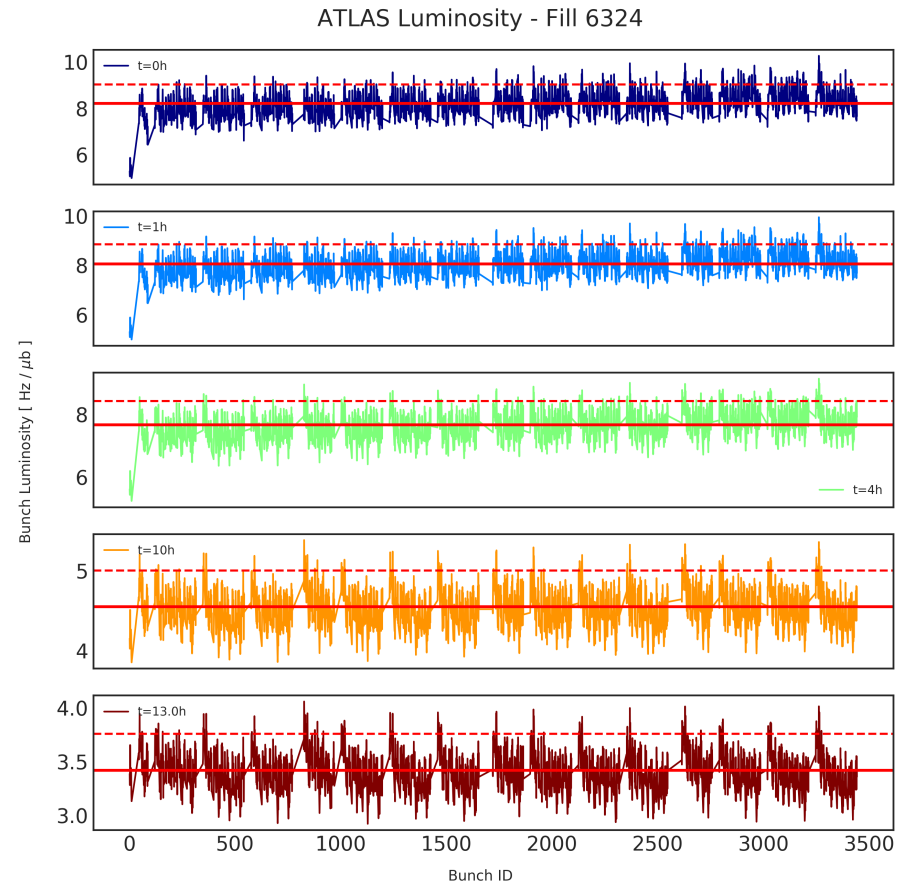 ATLAS Luminosity - Fill 6324
t=0h
10
8
6
t=1h
10
8
6
Bunch Luminosity [ Hz / μb ]
8
6
t=4h
t=10h
5
4
t=13.0h
4.0
3.5
3.0
0 500 1000 1500 2000 2500 3000 3500
Bunch ID